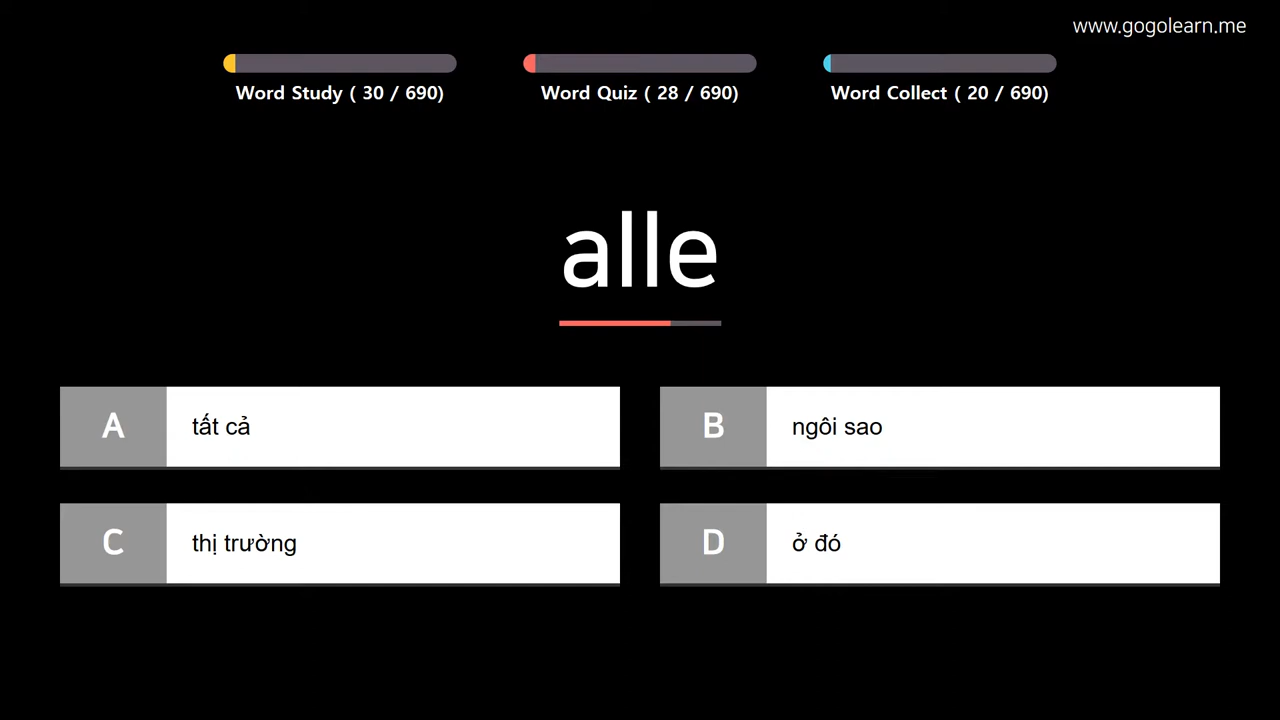 www.gogolearn.me
Word Study ( 30 / 690)
Word Quiz ( 28 / 690)
Word Collect ( 20 / 690)
alle
A
tất cả
B
ngôi sao
C
thị trường
D
ở đó